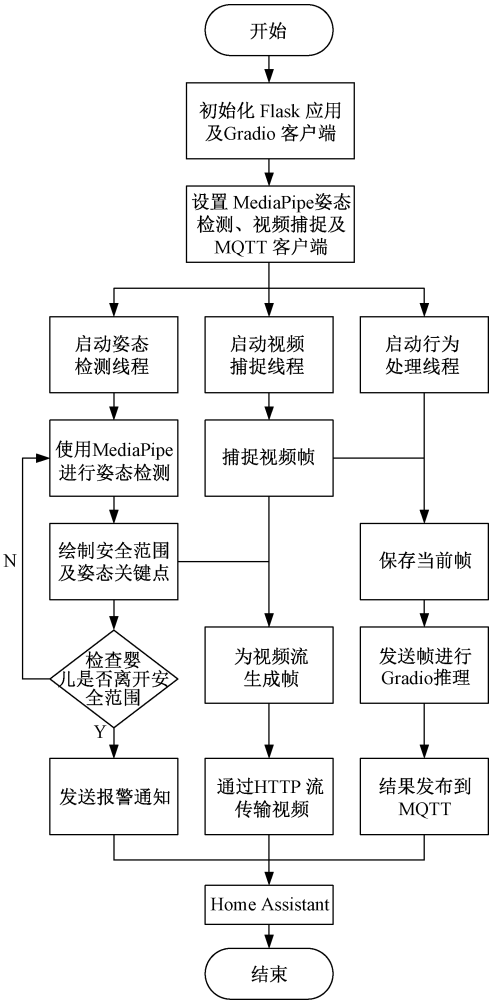 开始
初始化 Flask 应用
及Gradio 客户端
设置 MediaPipe姿态
检测、视频捕捉及
MQTT 客户端
启动姿态
检测线程
启动视频
捕捉线程
启动行为
处理线程
使用MediaPipe
进行姿态检测
捕捉视频帧
绘制安全范围
及姿态关键点
保存当前帧
N
检查婴
儿是否离开安
全范围
Y
为视频流
生成帧
发送帧进行
Gradio推理
发送报警通知
通过HTTP 流
传输视频
结果发布到
MQTT
Home Assistant
结束